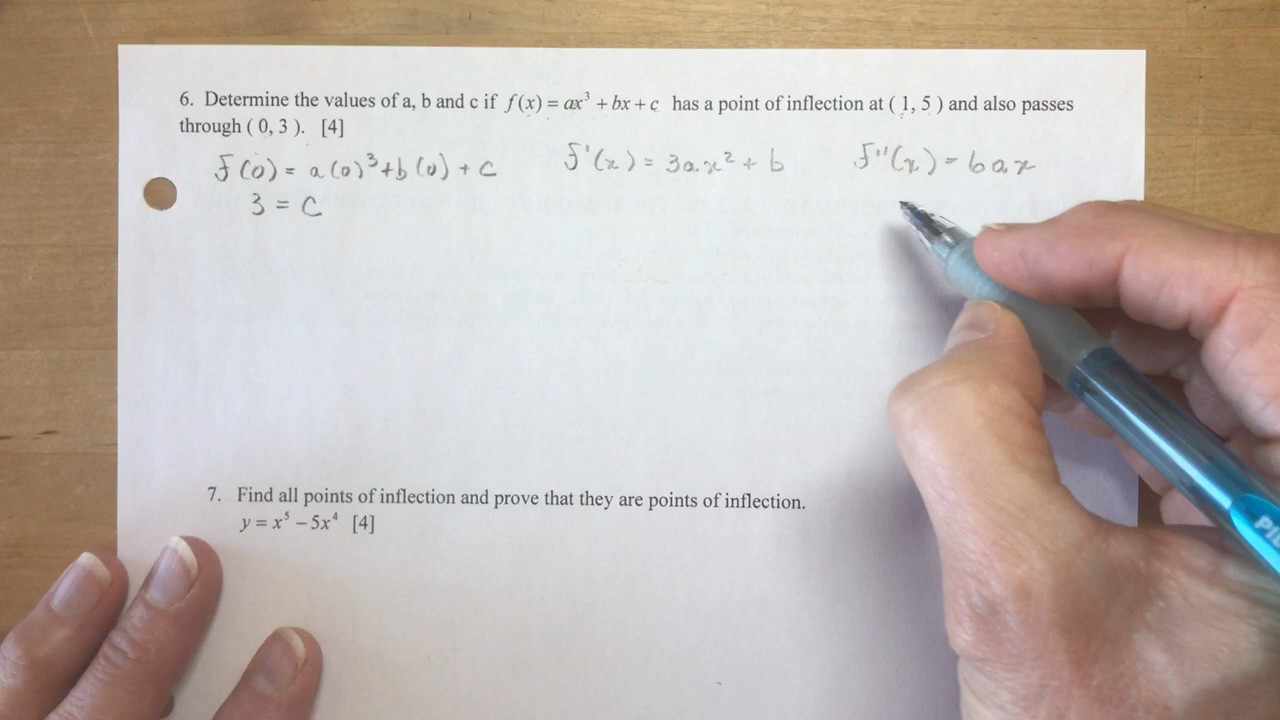 6. Determine the values of a, b and c if f(x) = ax³ + bx + c has a point of inflection at ( 1, 5 ) and also passes
through ( 0, 3 ). [4]
f(0) = a(0)³+b(0) + c f'(x) = 3ax² + b f''(x) = 6ax
3 = c
7. Find all points of inflection and prove that they are points of inflection.
y = x⁵ − 5x⁴ [4]